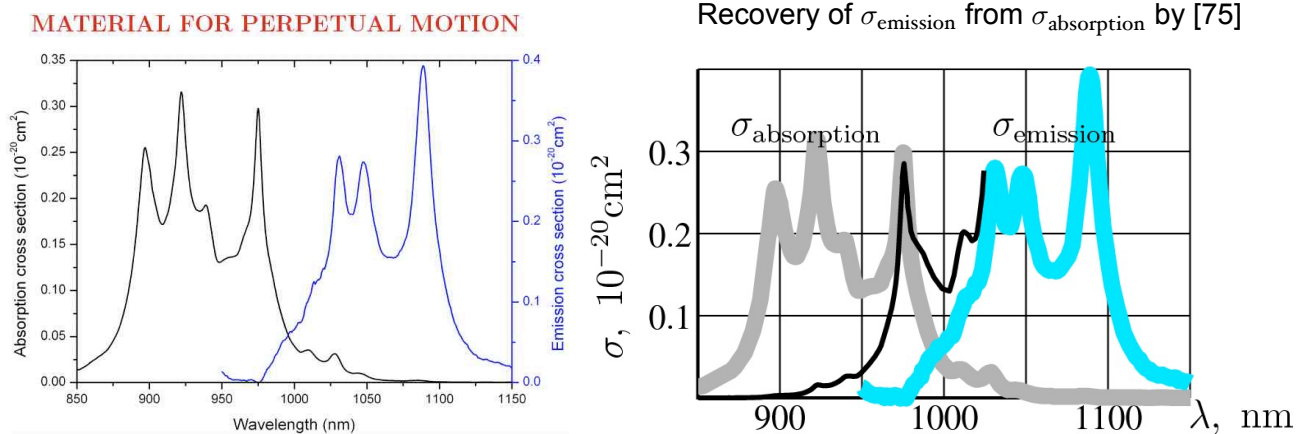 MATERIAL FOR PERPETUAL MOTION
0.35
0.30
0.25
0.20
0.15
0.10
0.05
0.00
Absorption cross section (10⁻²⁰cm²)
0.4
0.3
0.2
0.1
0.0
Emission cross section (10⁻²⁰cm²)
850 900 950 1000 1050 1100 1150
Wavelength (nm)
Recovery of σemission from σabsorption by [75]
σabsorption σemission
0.3
0.2
0.1
σ, 10⁻²⁰cm²
900 1000 1100 λ, nm